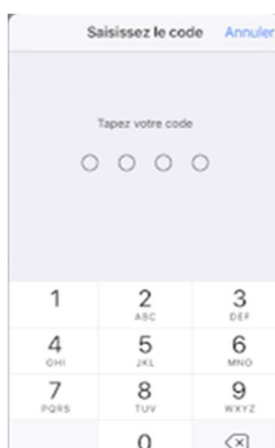 Saisissez le code Annuler
Tapez votre code
1 2 3
ABC DEF
4 5 6
GHI JKL MNO
7 8 9
PQRS TUV WXYZ
0